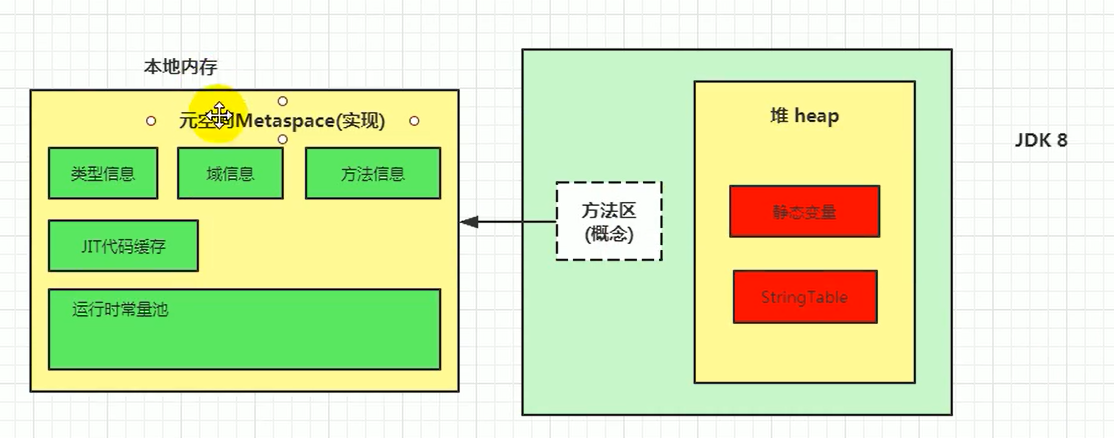 本地内存
元空间Metaspace(实现)
类型信息
域信息
方法信息
JIT代码缓存
运行时常量池
方法区
(概念)
堆 heap
静态变量
StringTable
JDK 8